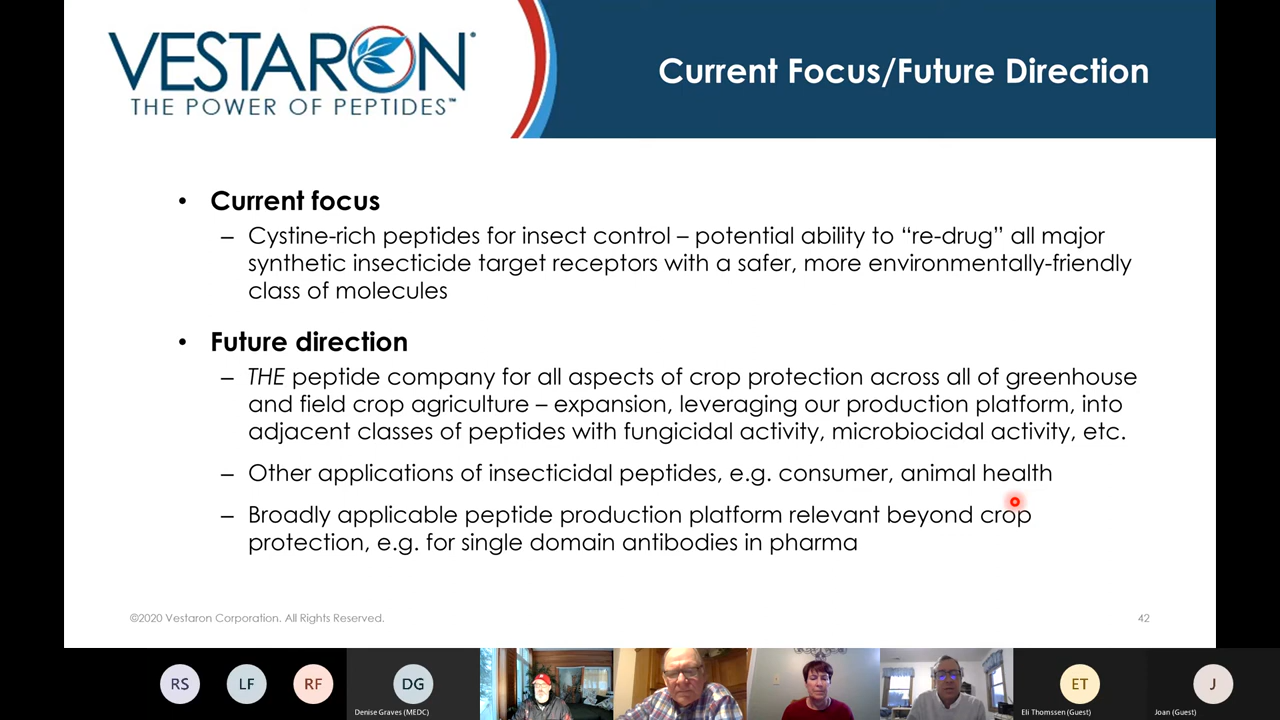 VESTARON
THE POWER OF PEPTIDES™
Current Focus/Future Direction
• Current focus
– Cystine-rich peptides for insect control – potential ability to “re-drug” all major
synthetic insecticide target receptors with a safer, more environmentally-friendly
class of molecules
• Future direction
– THE peptide company for all aspects of crop protection across all of greenhouse
and field crop agriculture – expansion, leveraging our production platform, into
adjacent classes of peptides with fungicidal activity, microbiocidal activity, etc.
– Other applications of insecticidal peptides, e.g. consumer, animal health
– Broadly applicable peptide production platform relevant beyond crop
protection, e.g. for single domain antibodies in pharma
©2020 Vestaron Corporation. All Rights Reserved.
42
RS
LF
RF
DG
ET
J
Denise Graves (MEDC)
Eli Thomssen (Guest)
Joan (Guest)